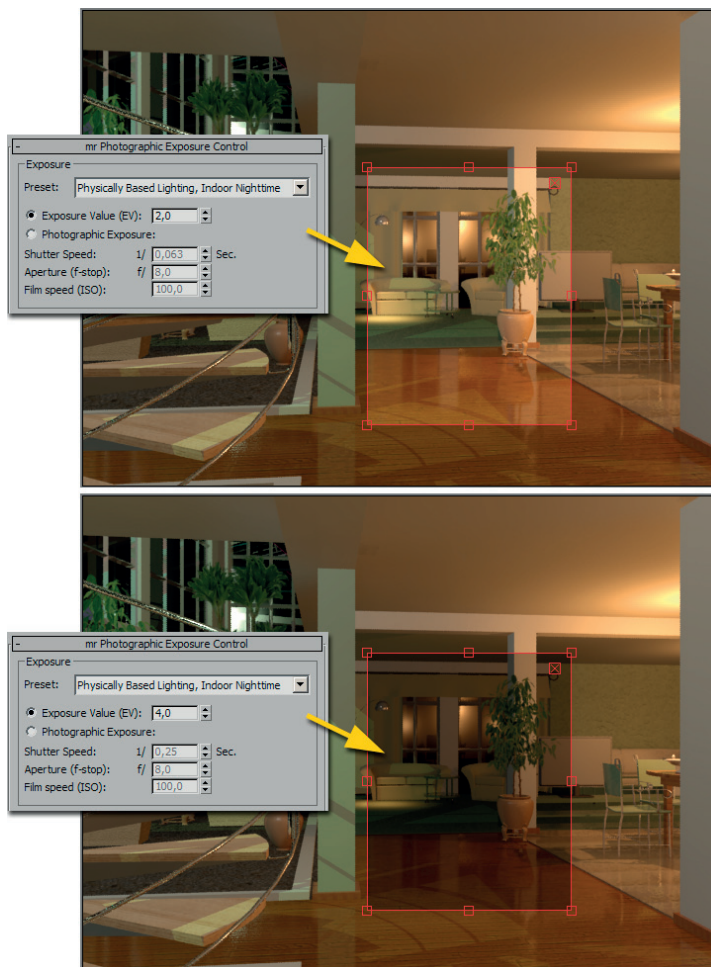 - mr Photographic Exposure Control
Exposure
Preset: Physically Based Lighting, Indoor Nighttime
Exposure Value (EV): 2,0
Photographic Exposure:
Shutter Speed: 1/ 0,063 Sec.
Aperture (f-stop): f/ 8,0
Film speed (ISO): 100,0
- mr Photographic Exposure Control
Exposure
Preset: Physically Based Lighting, Indoor Nighttime
Exposure Value (EV): 4,0
Photographic Exposure:
Shutter Speed: 1/ 0,25 Sec.
Aperture (f-stop): f/ 8,0
Film speed (ISO): 100,0